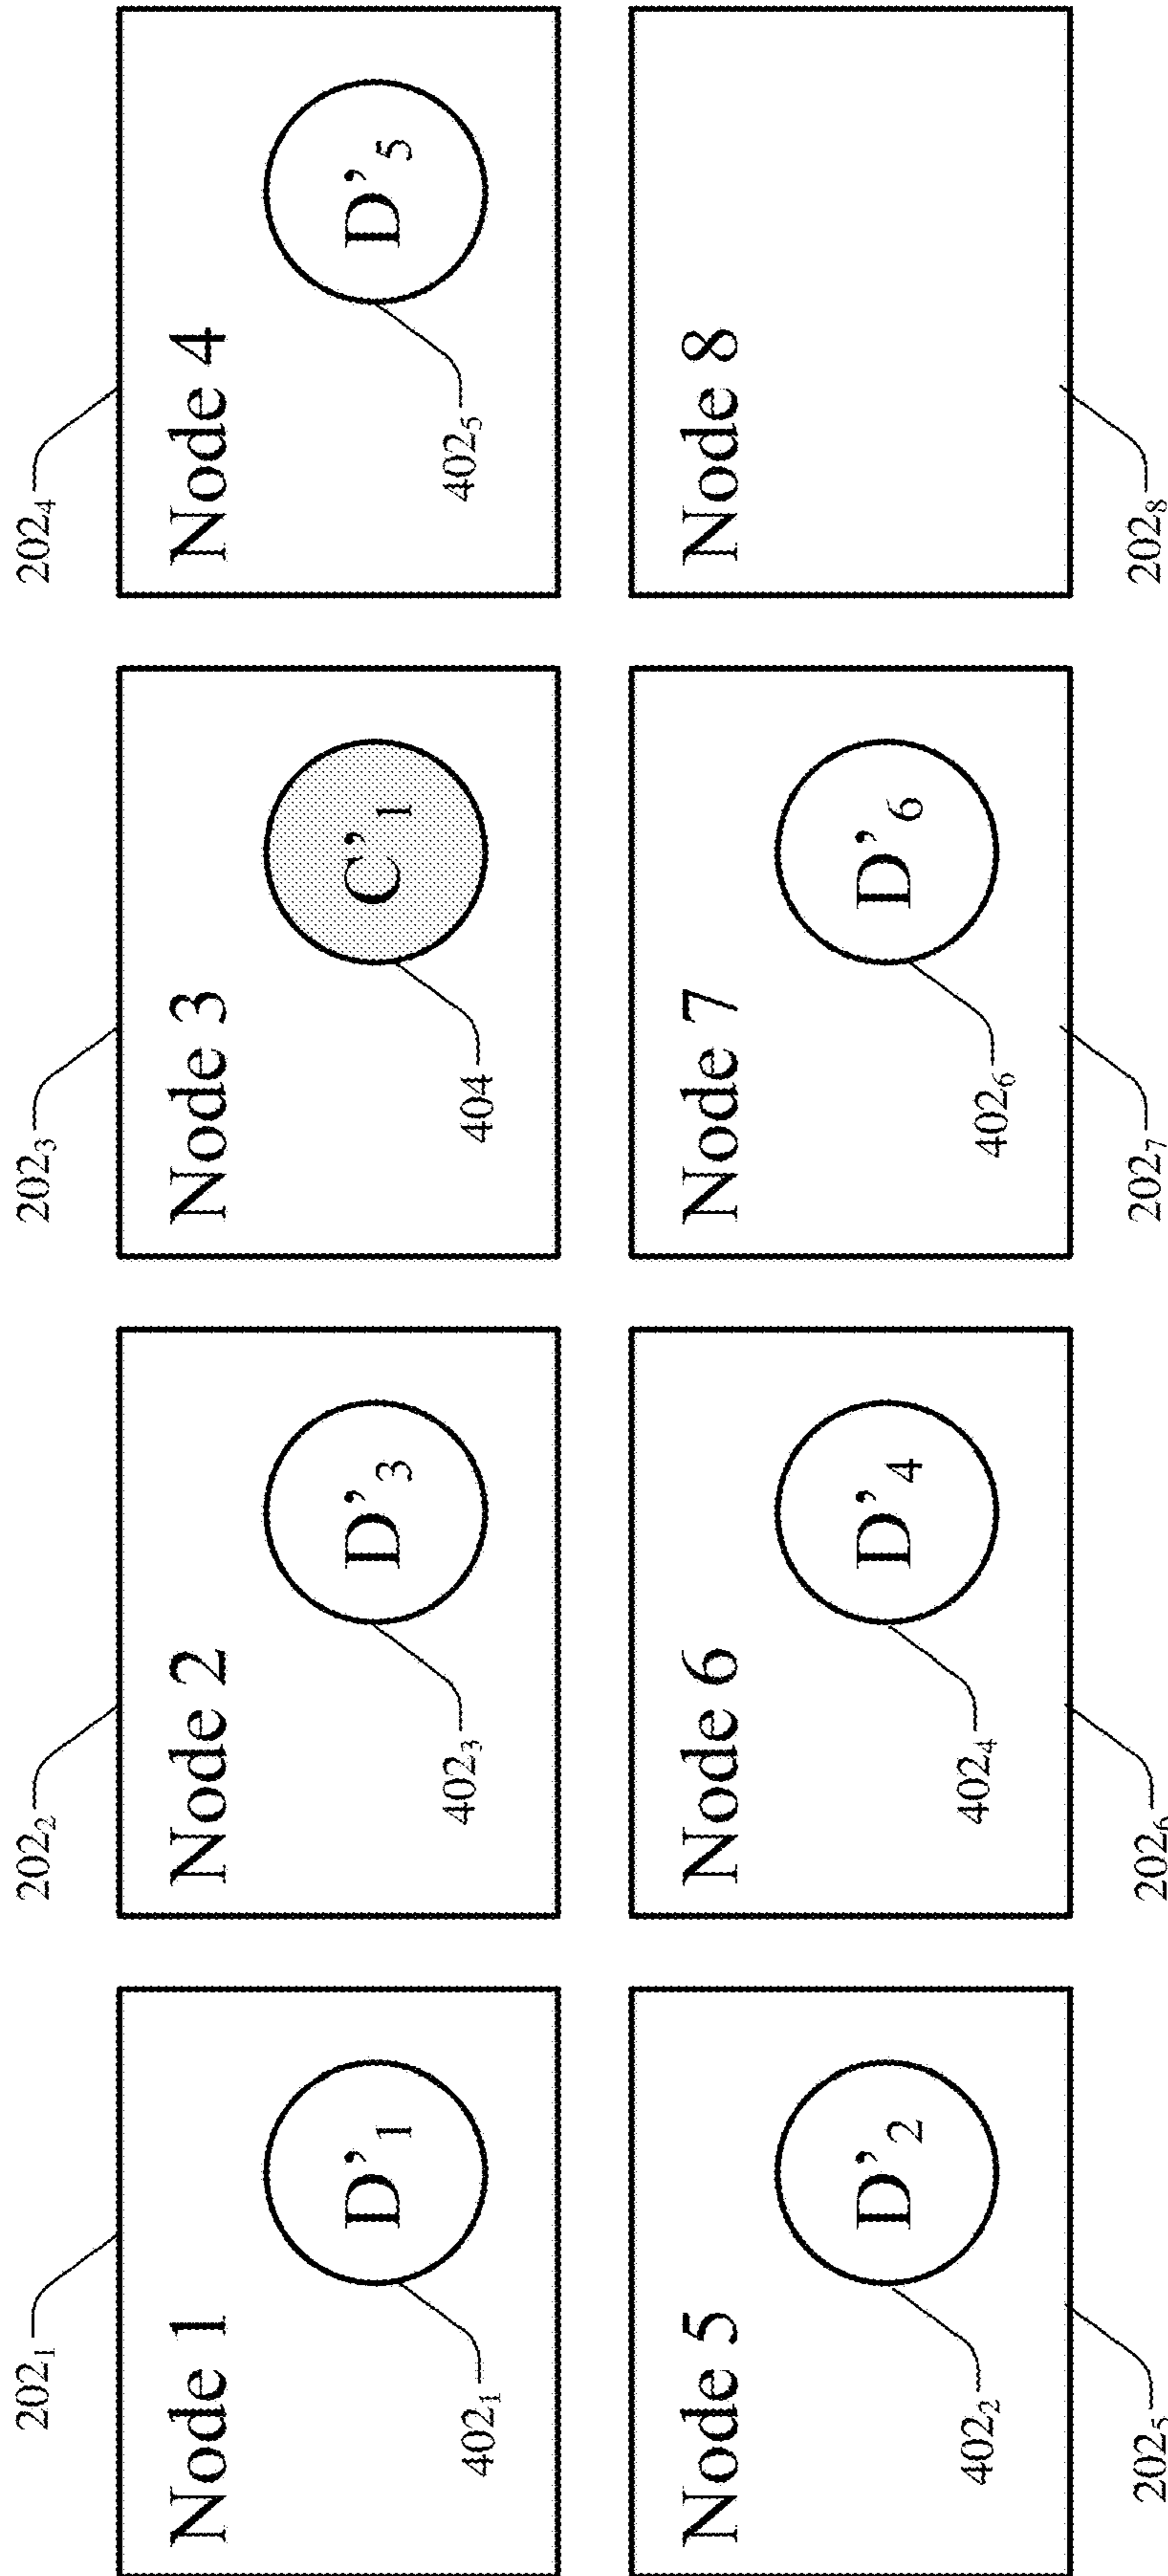 202₁
202₂
202₃
202₄
Node 1
Node 2
Node 3
Node 4
D’₁
D’₃
C’₁
D’₅
402₁
402₃
404
402₅
Node 5
Node 6
Node 7
Node 8
D’₂
D’₄
D’₆
402₂
402₄
402₆
202₅
202₆
202₇
202₈